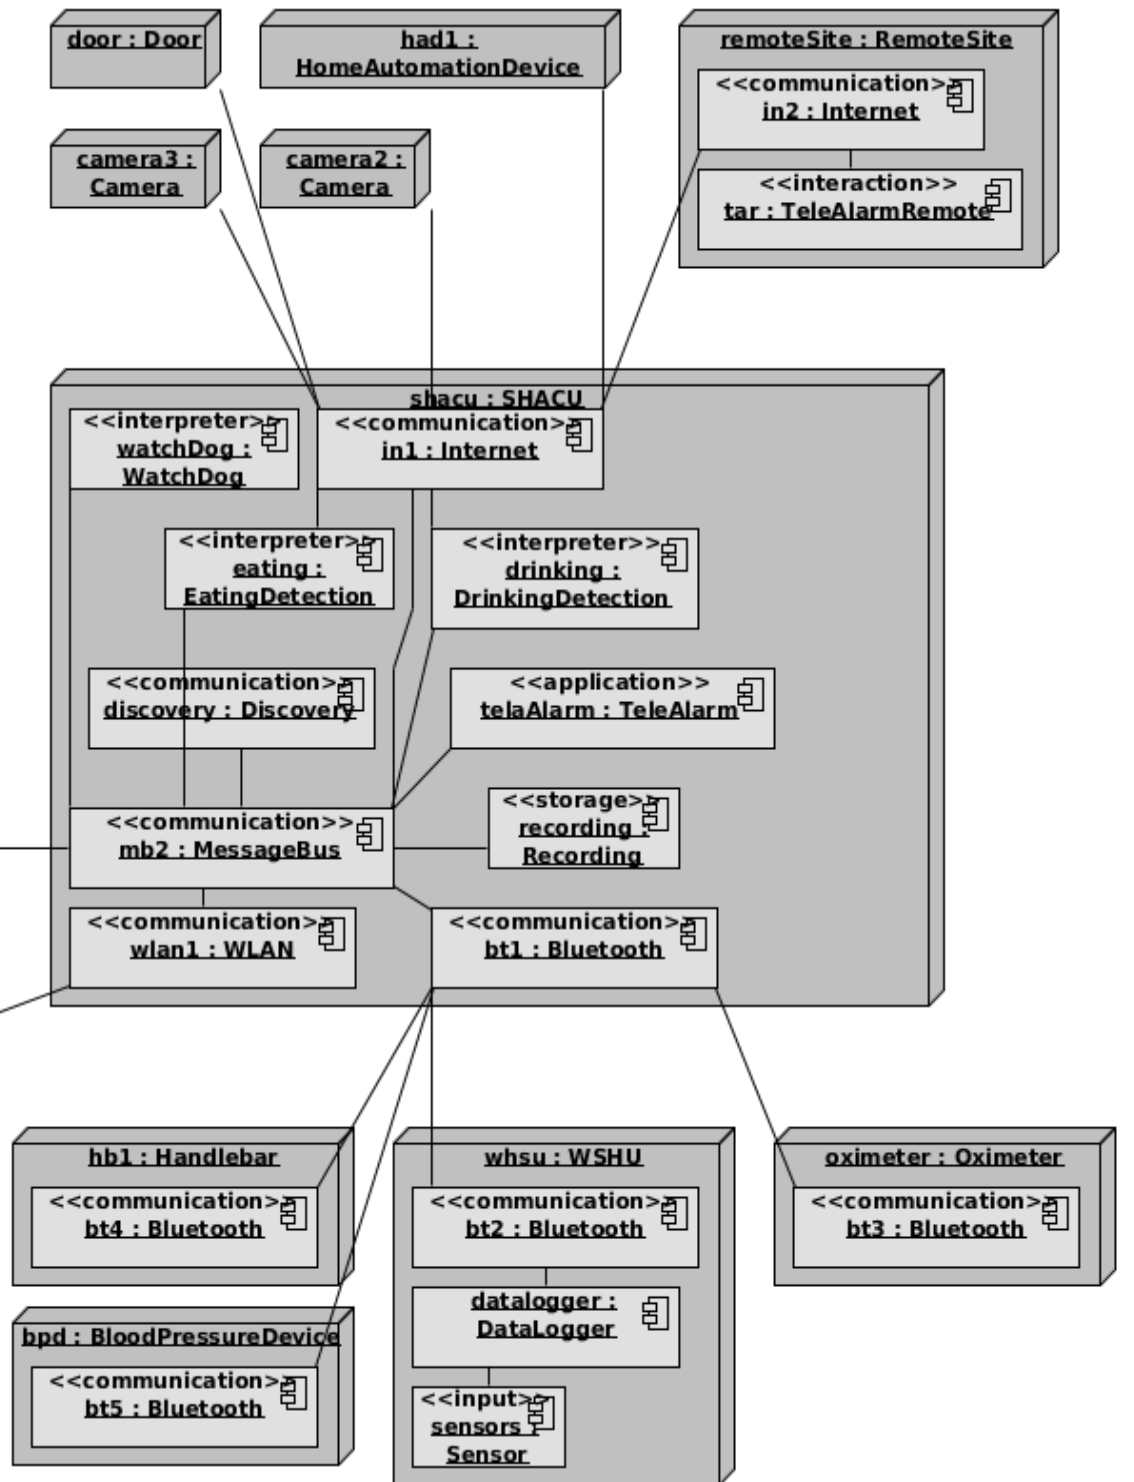 door : Door
had1 :
HomeAutomationDevice
remoteSite : RemoteSite
<<communication>>
in2 : Internet
camera3 :
Camera
camera2 :
Camera
<<interaction>>
tar : TeleAlarmRemote
shacu : SHACU
<<interpreter>>
watchDog :
WatchDog
<<communication>>
in1 : Internet
<<interpreter>>
eating :
EatingDetection
<<interpreter>>
drinking :
DrinkingDetection
<<communication>>
discovery : Discovery
<<application>>
telaAlarm : TeleAlarm
<<communication>>
mb2 : MessageBus
<<storage>>
recording :
Recording
<<communication>>
wlan1 : WLAN
<<communication>>
bt1 : Bluetooth
hb1 : Handlebar
<<communication>>
bt4 : Bluetooth
whsu : WSHU
<<communication>>
bt2 : Bluetooth
oximeter : Oximeter
<<communication>>
bt3 : Bluetooth
datalogger :
DataLogger
bpd : BloodPressureDevice
<<communication>>
bt5 : Bluetooth
<<input>>
sensors :
Sensor